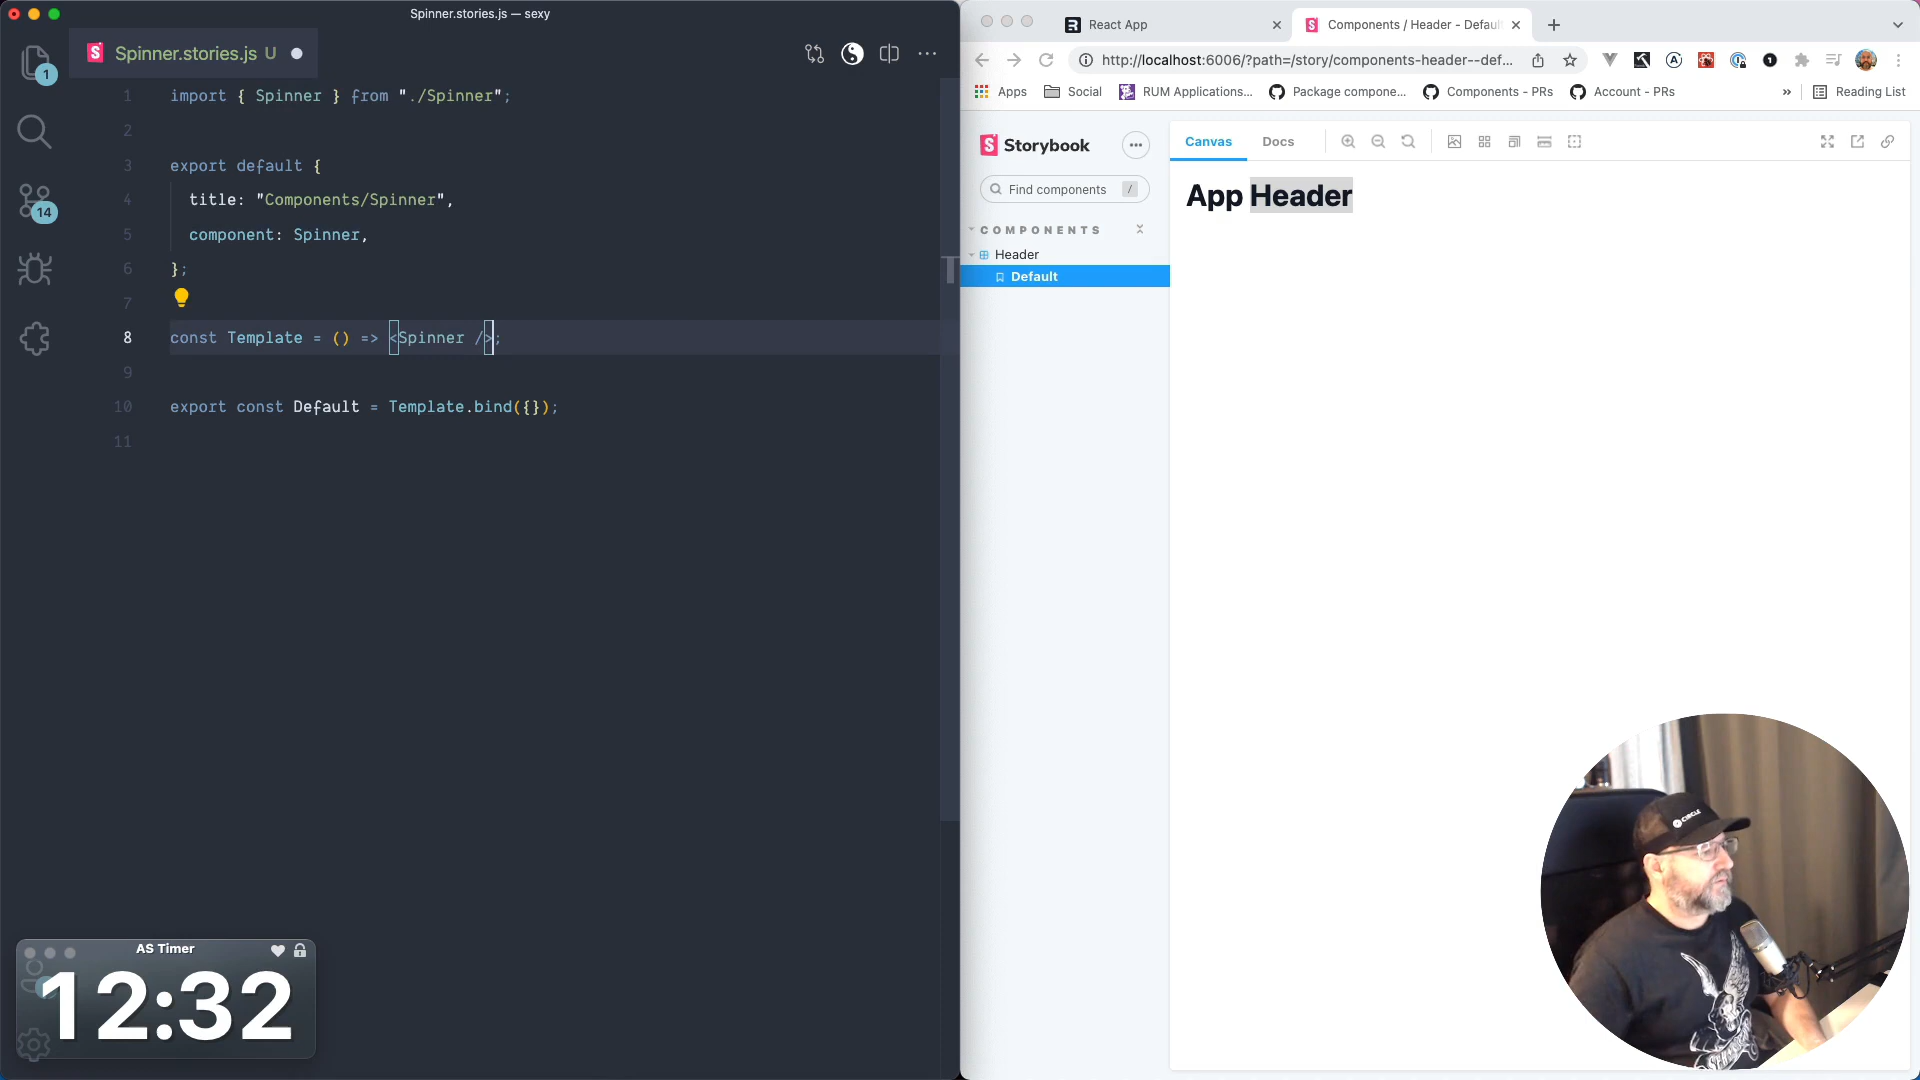 Spinner.stories.js — sexy
Spinner.stories.js U
1
14
1 import { Spinner } from "./Spinner";
2
3 export default {
4 title: "Components/Spinner",
5 component: Spinner,
6 };
7
8 const Template = () => <Spinner />;
9
10 export const Default = Template.bind({});
11
AS Timer
12:32
React App
Components / Header - Defaul
http://localhost:6006/?path=/story/components-header--def...
Apps
Social
RUM Applications...
Package compone...
Components - PRs
Account - PRs
»
Reading List
Storybook
Find components /
COMPONENTS
Header
Default
Canvas
Docs
App Header
CIRCLE